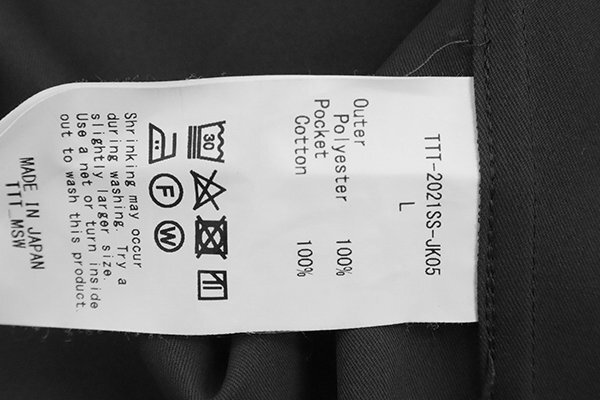 TTT-2021SS-JK05
L
Outer
Polyester 100%
Pocket
Cotton 100%
30
F W
Shrinking may occur
during washing. Try a
slightly larger size.
Use a net or turn inside
out to wash this product
MADE IN JAPAN
TTT_MSW